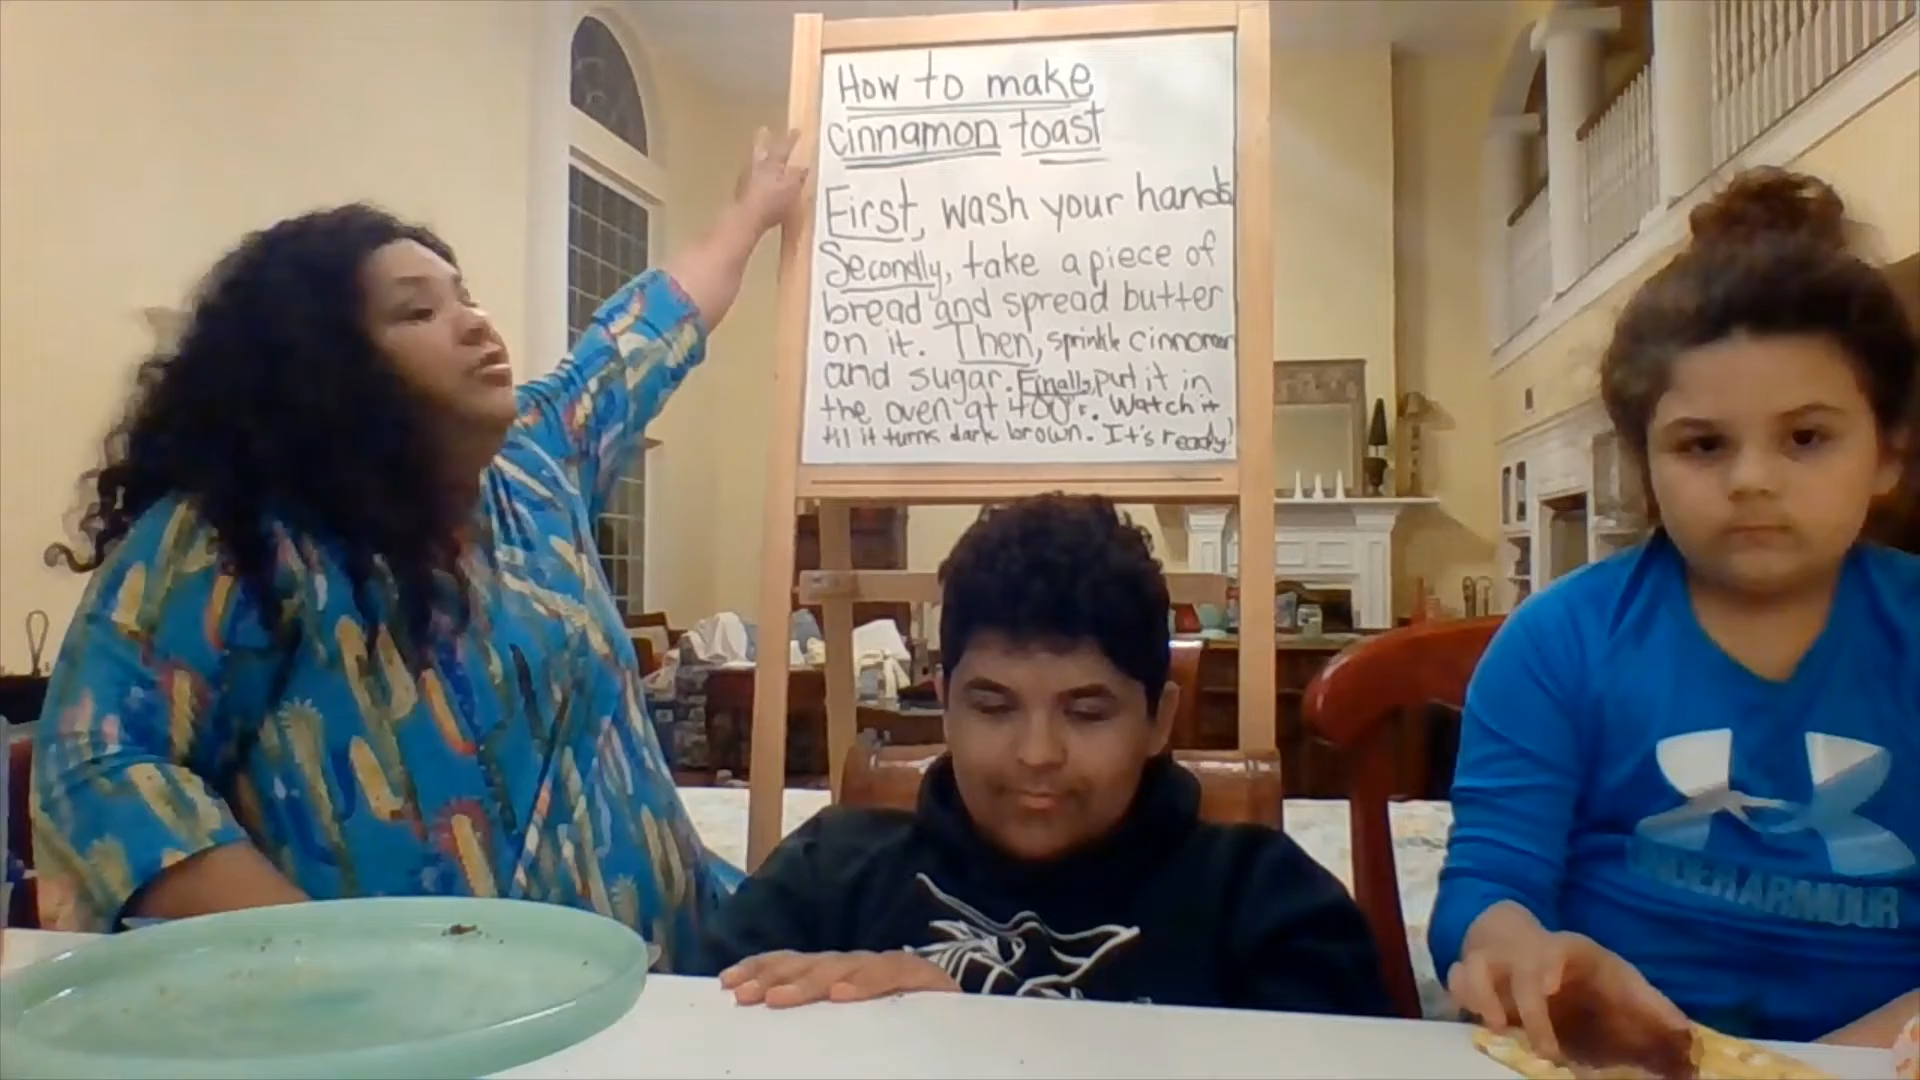 How to make
cinnamon toast
First, wash your hands
Secondly, take a piece of
bread and spread butter
on it. Then, sprinkle cinnamon
and sugar. Finally, put it in
the oven at 400°F. Watch it
til it turns dark brown. It's ready!
UNDER ARMOUR